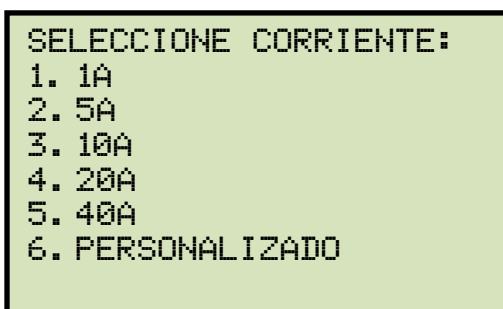 SELECCIONE CORRIENTE:
1. 1A
2. 5A
3. 10A
4. 20A
5. 40A
6. PERSONALIZADO